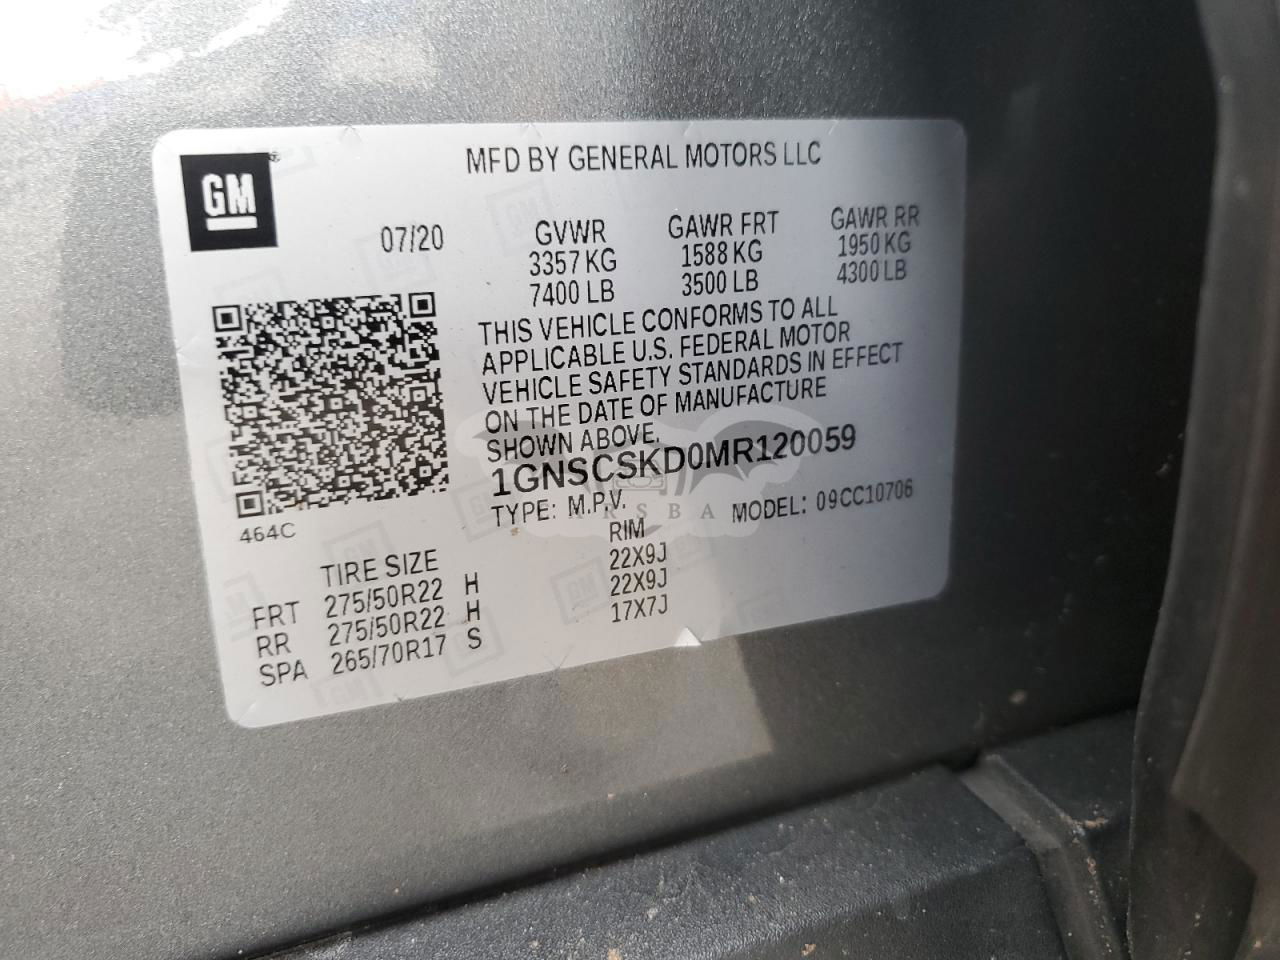 GM
MFD BY GENERAL MOTORS LLC
07/20
GVWR GAWR FRT GAWR RR
3357 KG 1588 KG 1950 KG
7400 LB 3500 LB 4300 LB
THIS VEHICLE CONFORMS TO ALL
APPLICABLE U.S. FEDERAL MOTOR
VEHICLE SAFETY STANDARDS IN EFFECT
ON THE DATE OF MANUFACTURE
SHOWN ABOVE.
1GNSCSKD0MR120059
TYPE: M.P.V. MODEL: 09CC10706
464C
TIRE SIZE RIM
FRT 275/50R22 H 22X9J
RR 275/50R22 H 22X9J
SPA 265/70R17 S 17X7J